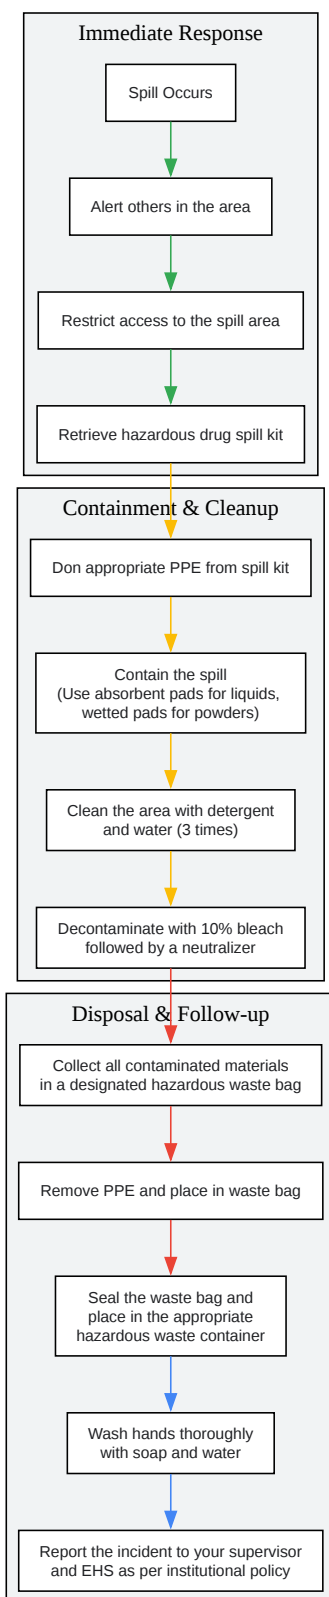 Immediate Response
Spill Occurs
Alert others in the area
Restrict access to the spill area
Retrieve hazardous drug spill kit
Containment & Cleanup
Don appropriate PPE from spill kit
Contain the spill
(Use absorbent pads for liquids,
wetted pads for powders)
Clean the area with detergent
and water (3 times)
Decontaminate with 10% bleach
followed by a neutralizer
Disposal & Follow-up
Collect all contaminated materials
in a designated hazardous waste bag
Remove PPE and place in waste bag
Seal the waste bag and
place in the appropriate
hazardous waste container
Wash hands thoroughly
with soap and water
Report the incident to your supervisor
and EHS as per institutional policy